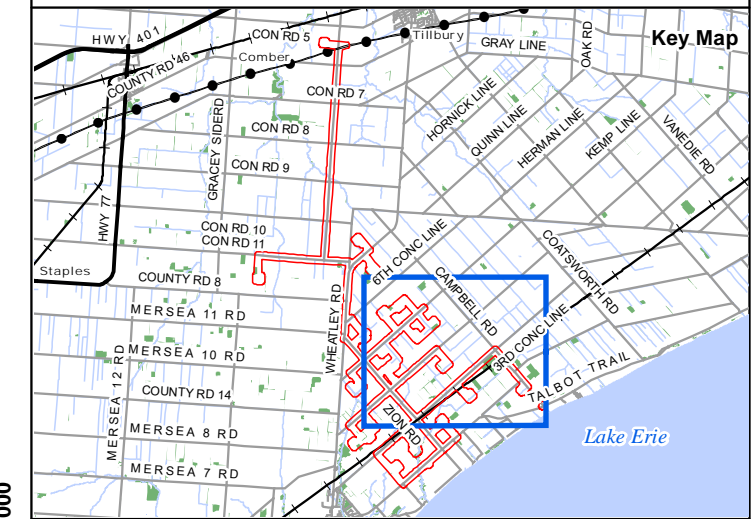 Key Map
HWY 401
CON RD 5
Tillbury
GRAY LINE
OAK RD
COUNTY RD 46
Comber
CON RD 7
HORNICK LINE
QUINN LINE
HERMAN LINE
KEMP LINE
VANEDIE RD
CON RD 8
GRACEY SIDERD
CON RD 9
HWY 77
CON RD 10
CON RD 11
6TH CONC LINE
COATSWORTH RD
Staples
COUNTY RD 8
CAMPBELL RD
WHEATLEY RD
MERSEA 11 RD
3RD CONC LINE
MERSEA 10 RD
MERSEA 12 RD
TALBOT TRAIL
COUNTY RD 14
ZION RD
MERSEA 8 RD
Lake Erie
MERSEA 7 RD
000